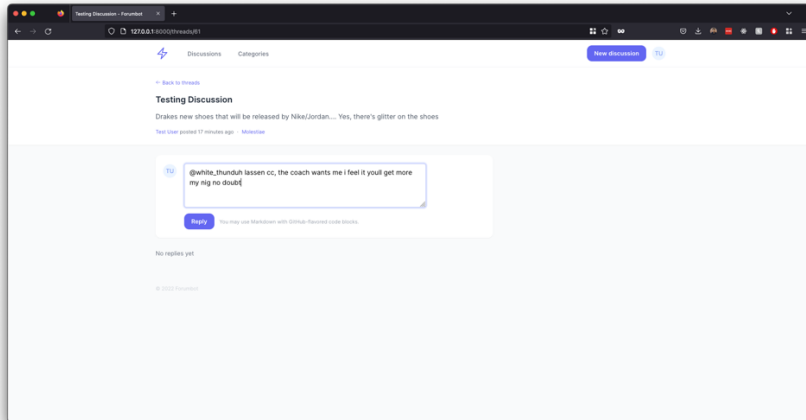 Testing Discussion - Forumbot
127.0.0.1:8000/threads/61
Discussions Categories New discussion TU
← Back to threads
Testing Discussion
Drakes new shoes that will be released by Nike/Jordan.... Yes, there's glitter on the shoes
Test User posted 17 minutes ago · Molestiae
TU
@white_thunduh lassen cc, the coach wants me i feel it youll get more
my nig no doubt
Reply You may use Markdown with GitHub-flavored code blocks.
No replies yet
© 2022 Forumbot